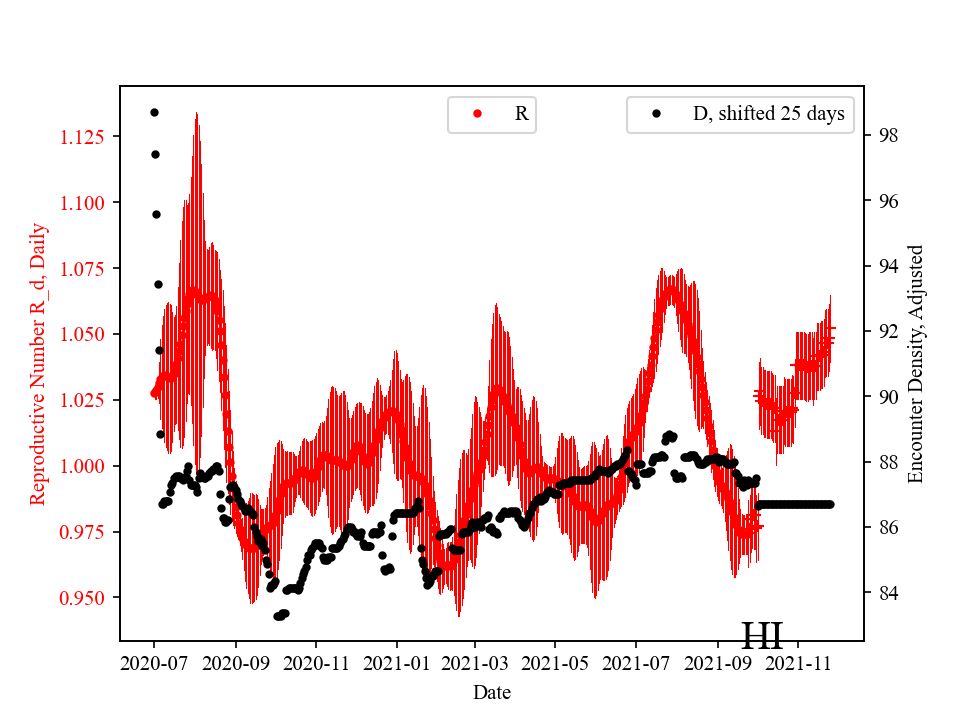 R
D, shifted 25 days
1.125
1.100
1.075
1.050
1.025
1.000
0.975
0.950
Reproductive Number R_d, Daily
98
96
94
92
90
88
86
84
Encounter Density, Adjusted
HI
2020-07 2020-09 2020-11 2021-01 2021-03 2021-05 2021-07 2021-09 2021-11
Date